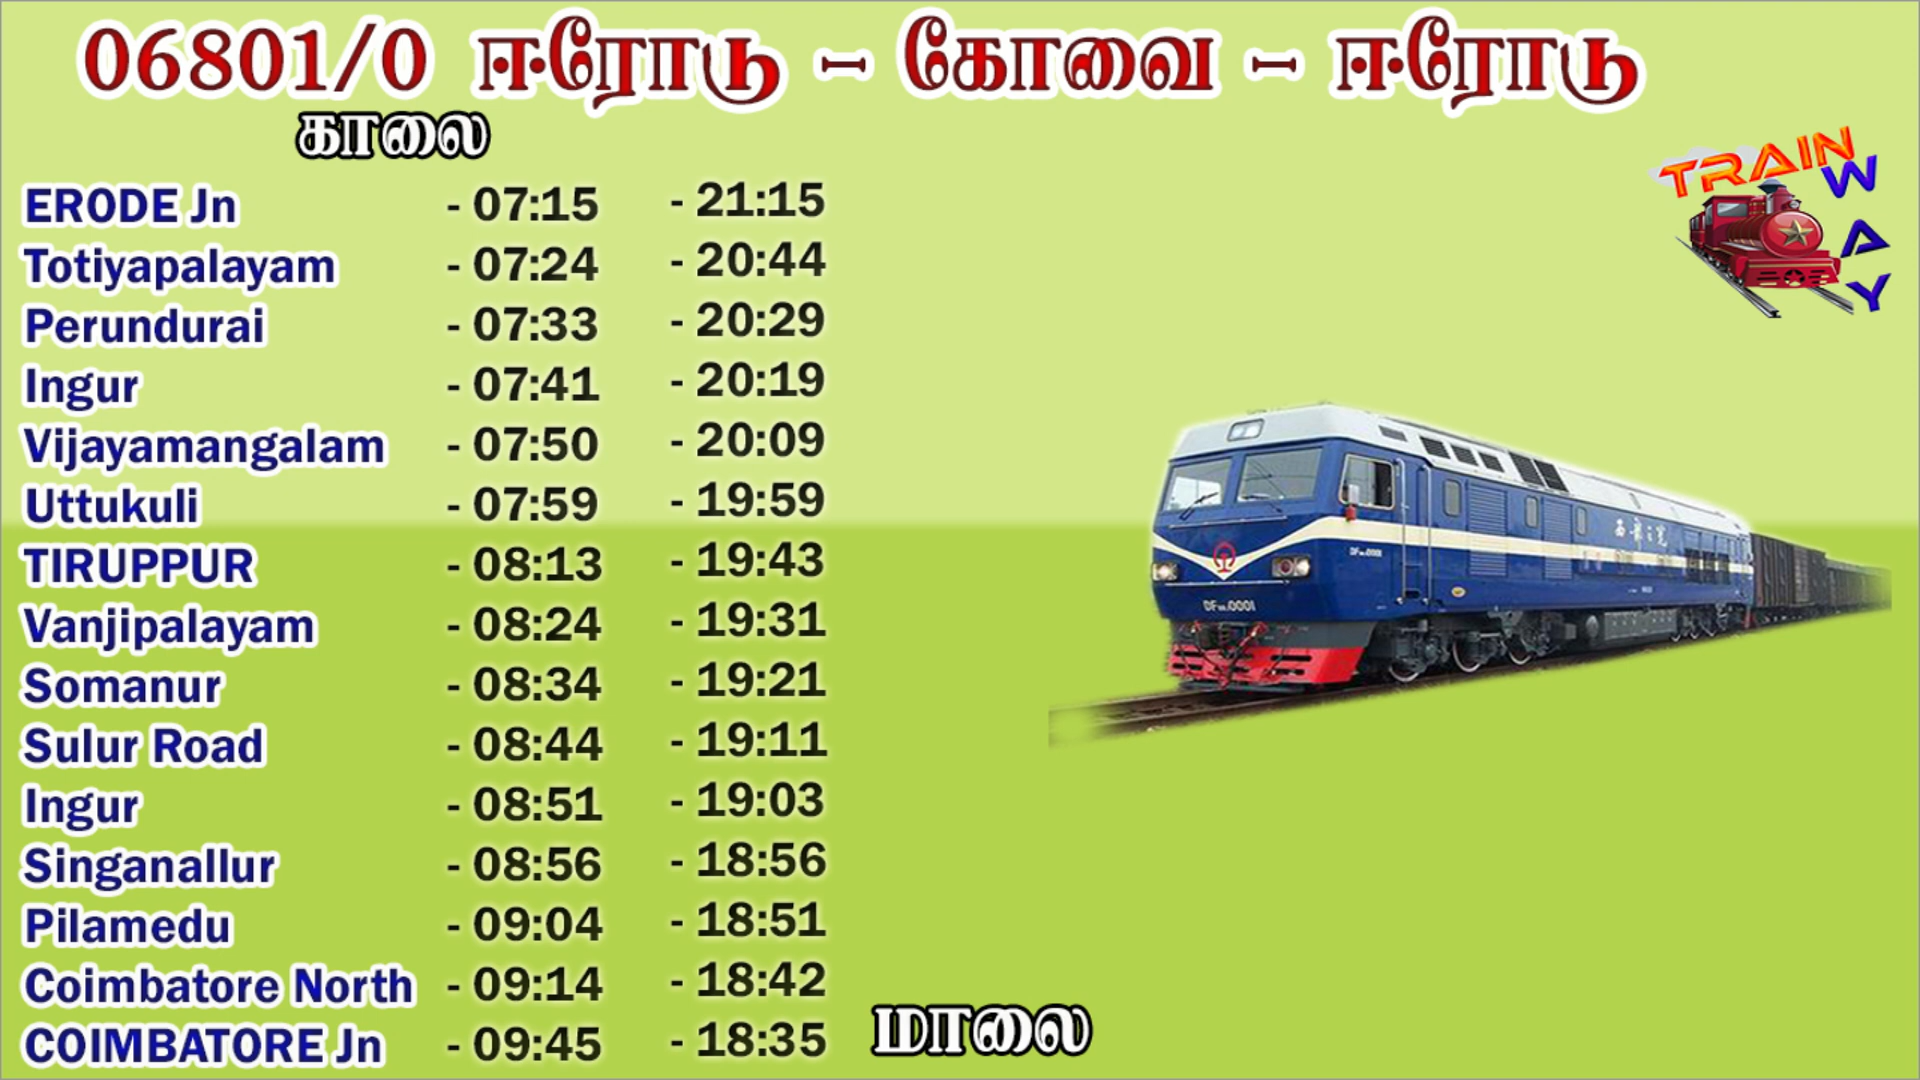 06801/0 ஈரோடு - கோவை - ஈரோடு
காலை
TRAIN WAY
ERODE Jn - 07:15 - 21:15
Totiyapalayam - 07:24 - 20:44
Perundurai - 07:33 - 20:29
Ingur - 07:41 - 20:19
Vijayamangalam - 07:50 - 20:09
Uttukuli - 07:59 - 19:59
TIRUPPUR - 08:13 - 19:43
Vanjipalayam - 08:24 - 19:31
Somanur - 08:34 - 19:21
Sulur Road - 08:44 - 19:11
Ingur - 08:51 - 19:03
Singanallur - 08:56 - 18:56
Pilamedu - 09:04 - 18:51
Coimbatore North - 09:14 - 18:42
COIMBATORE Jn - 09:45 - 18:35
மாலை